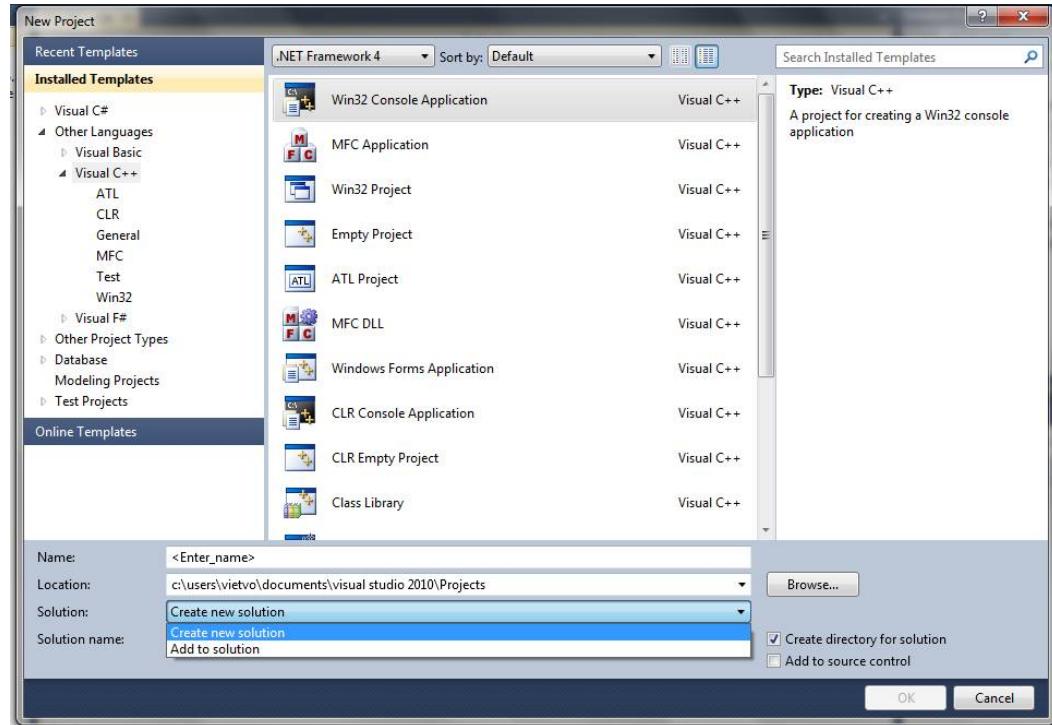 New Project
Recent Templates
Installed Templates
Visual C#
Other Languages
Visual Basic
Visual C++
ATL
CLR
General
MFC
Test
Win32
Visual F#
Other Project Types
Database
Modeling Projects
Test Projects
Online Templates
.NET Framework 4 Sort by: Default
Win32 Console Application Visual C++
MFC Application Visual C++
Win32 Project Visual C++
Empty Project Visual C++
ATL Project Visual C++
MFC DLL Visual C++
Windows Forms Application Visual C++
CLR Console Application Visual C++
CLR Empty Project Visual C++
Class Library Visual C++
Search Installed Templates
Type: Visual C++
A project for creating a Win32 console
application
Name: <Enter_name>
Location: c:\users\vietvo\documents\visual studio 2010\Projects Browse...
Solution: Create new solution
Create new solution
Solution name: Create directory for solution
Add to solution
Add to source control
OK Cancel